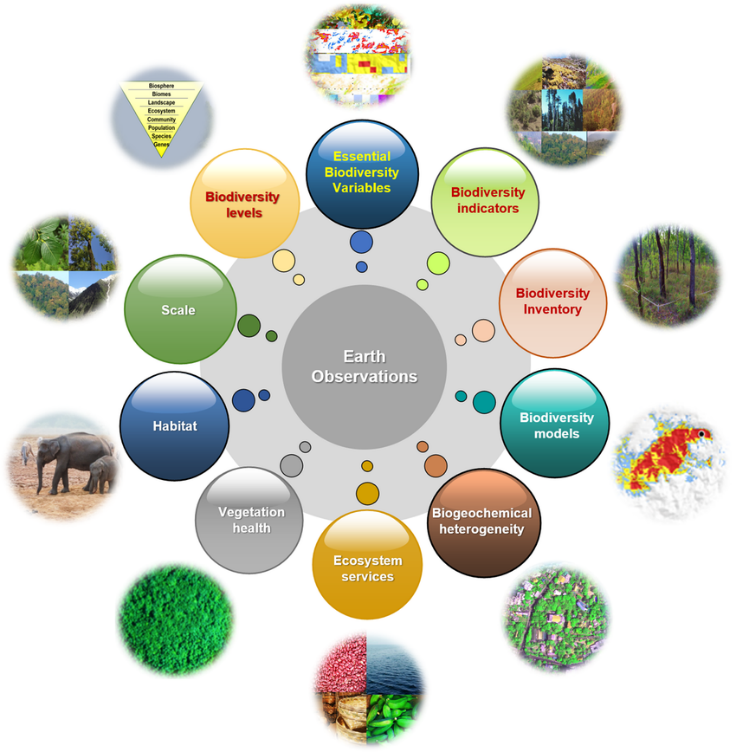 Biosphere
Biomes
Landscape
Ecosystem
Community
Population
Species
Genes
Essential
Biodiversity
Variables
Biodiversity
levels
Biodiversity
indicators
Scale
Biodiversity
Inventory
Earth
Observations
Habitat
Biodiversity
models
Vegetation
health
Biogeochemical
heterogeneity
Ecosystem
services